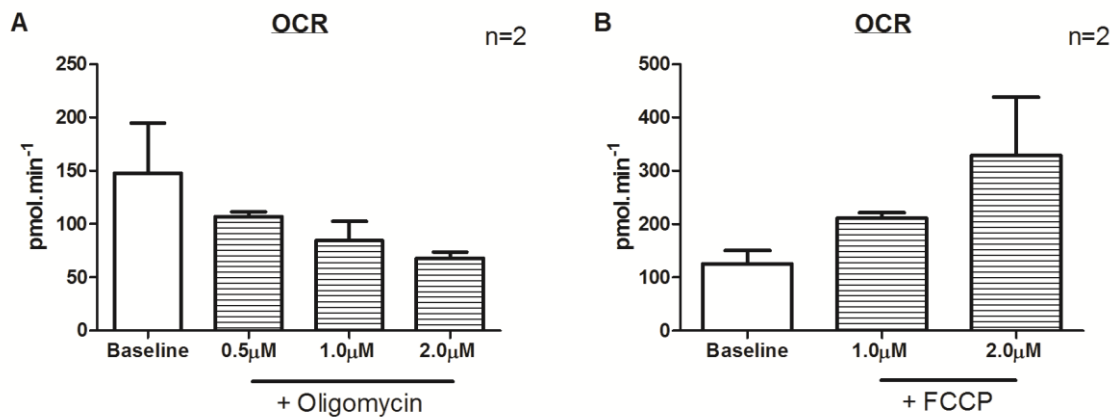 A
OCR
n=2
250
200
150
100
50
0
pmol.min⁻¹
Baseline 0.5µM 1.0µM 2.0µM
+ Oligomycin
B
OCR
n=2
500
400
300
200
100
0
pmol.min⁻¹
Baseline 1.0µM 2.0µM
+ FCCP